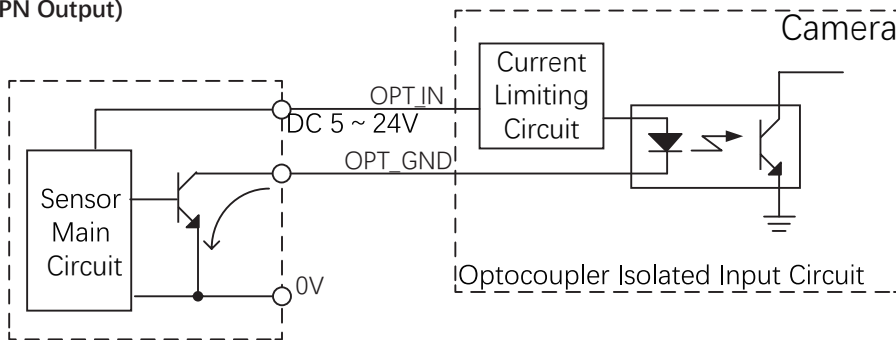 PN Output)
Camera
Current
Limiting
Circuit
OPT_IN
DC 5 ~ 24V
OPT_GND
Sensor
Main
Circuit
0V
Optocoupler Isolated Input Circuit